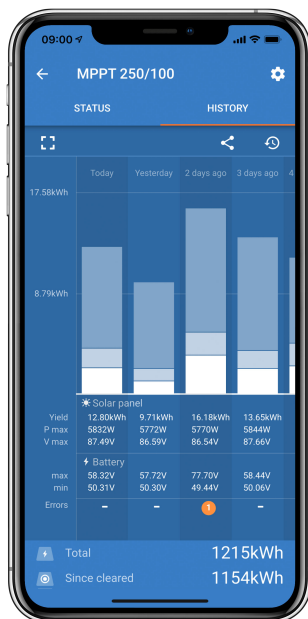 09:00
MPPT 250/100
STATUS HISTORY
Today Yesterday 2 days ago 3 days ago 4
17.58kWh
8.79kWh
Solar panel
Yield 12.80kWh 9.71kWh 16.18kWh 13.65kWh
P max 5832W 5772W 5770W 5844W
V max 87.49V 86.59V 86.54V 87.66V
Battery
max 58.32V 57.72V 77.70V 58.44V
min 50.31V 50.30V 49.44V 50.06V
Errors - - 1 -
Total 1215kWh
Since cleared 1154kWh